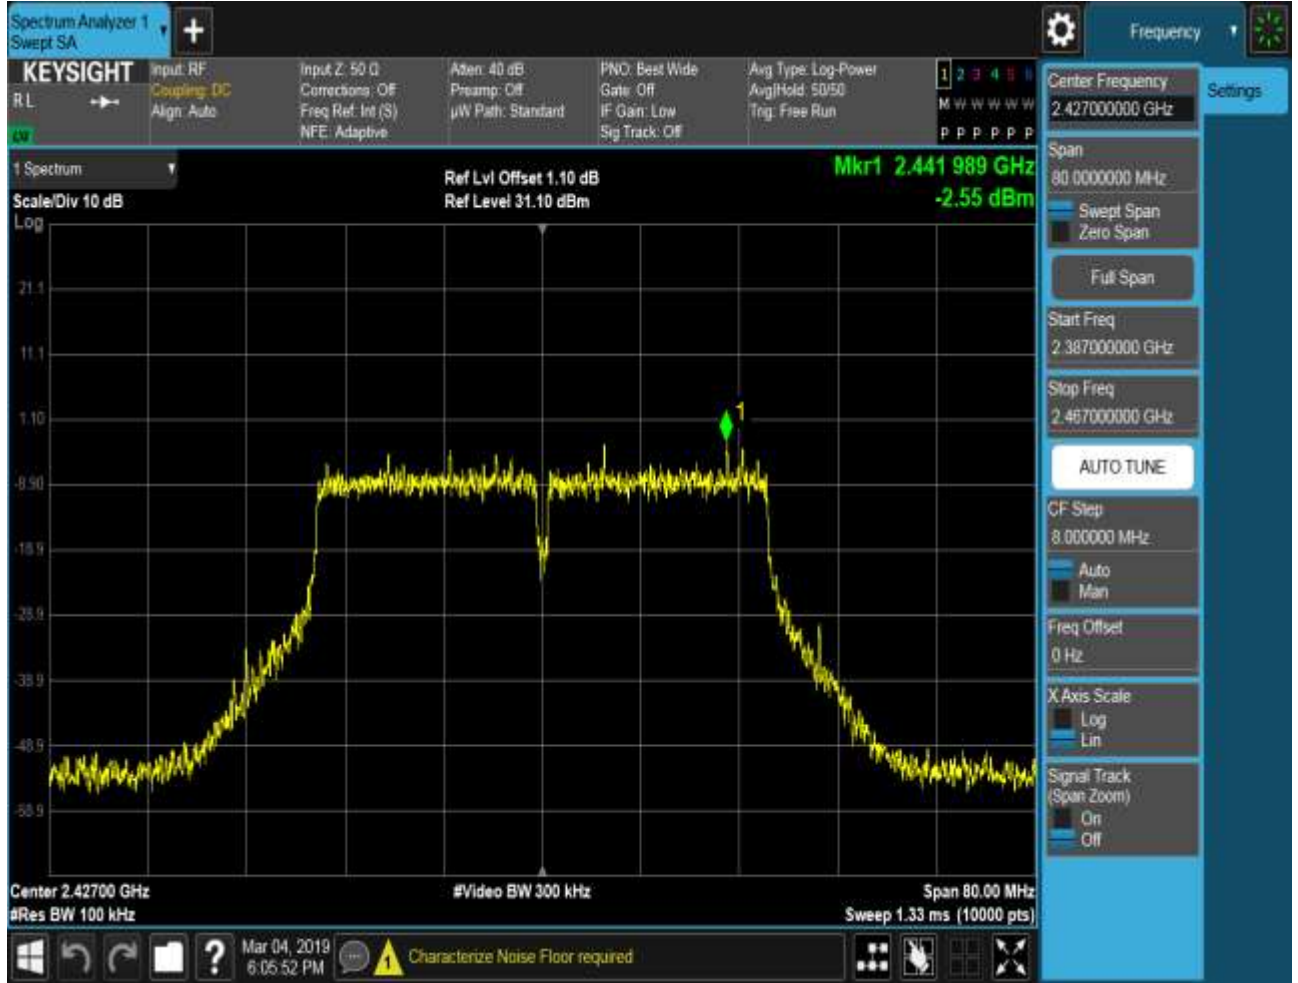 Spectrum Analyzer 1
Swept SA
Frequency
KEYSIGHT
RL
Input: RF
Coupling: DC
Align: Auto
Input Z: 50 Ω
Corrections: Off
Freq Ref: Int (S)
NFE: Adaptive
Atten: 40 dB
Preamp: Off
µW Path: Standard
PNO: Best Wide
Gate: Off
IF Gain: Low
Sig Track: Off
Avg Type: Log-Power
Avg|Hold: 50/50
Trig: Free Run
1 2 3 4 5 6
M W W W W W
P P P P P P
1 Spectrum
Scale/Div 10 dB
Log
Ref Lvl Offset 1.10 dB
Ref Level 31.10 dBm
Mkr1 2.441 989 GHz
-2.55 dBm
21.1
11.1
1.10
-8.90
-18.9
-28.9
-38.9
-48.9
-58.9
1
Center 2.42700 GHz
#Res BW 100 kHz
#Video BW 300 kHz
Span 80.00 MHz
Sweep 1.33 ms (10000 pts)
Mar 04, 2019
6:05:52 PM
1
Characterize Noise Floor required
Settings
Center Frequency
2.427000000 GHz
Span
80.0000000 MHz
Swept Span
Zero Span
Full Span
Start Freq
2.387000000 GHz
Stop Freq
2.467000000 GHz
AUTO TUNE
CF Step
8.000000 MHz
Auto
Man
Freq Offset
0 Hz
X Axis Scale
Log
Lin
Signal Track
(Span Zoom)
On
Off